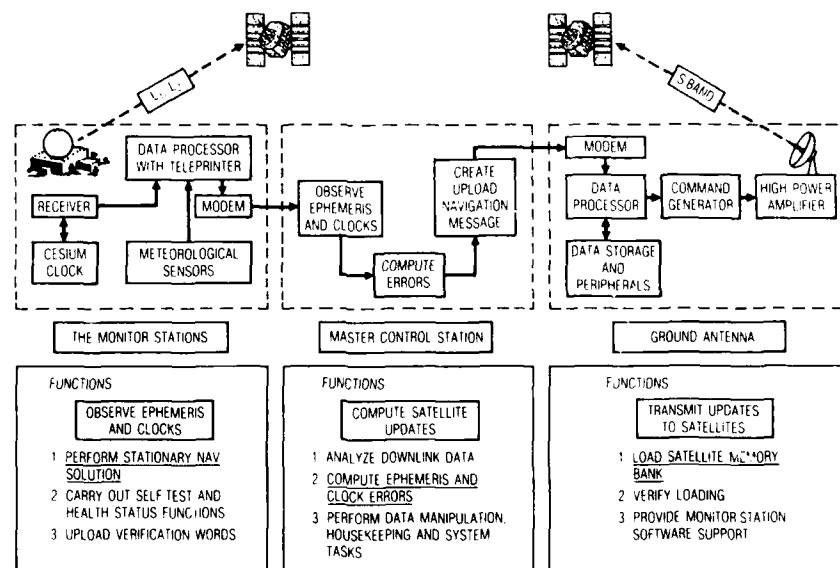 L1, L2
S BAND
DATA PROCESSOR
WITH TELEPRINTER
RECEIVER
MODEM
CESIUM
CLOCK
METEOROLOGICAL
SENSORS
OBSERVE
EPHEMERIS
AND CLOCKS
COMPUTE
ERRORS
CREATE
UPLOAD
NAVIGATION
MESSAGE
MODEM
DATA
PROCESSOR
COMMAND
GENERATOR
HIGH POWER
AMPLIFIER
DATA STORAGE
AND
PERIPHERALS
THE MONITOR STATIONS
MASTER CONTROL STATION
GROUND ANTENNA
FUNCTIONS
OBSERVE EPHEMERIS
AND CLOCKS
1 PERFORM STATIONARY NAV
SOLUTION
2 CARRY OUT SELF TEST AND
HEALTH STATUS FUNCTIONS
3 UPLOAD VERIFICATION WORDS
FUNCTIONS
COMPUTE SATELLITE
UPDATES
1 ANALYZE DOWNLINK DATA
2 COMPUTE EPHEMERIS AND
CLOCK ERRORS
3 PERFORM DATA MANIPULATION,
HOUSEKEEPING AND SYSTEM
TASKS
FUNCTIONS
TRANSMIT UPDATES
TO SATELLITES
1 LOAD SATELLITE MEMORY
BANK
2 VERIFY LOADING
3 PROVIDE MONITOR STATION
SOFTWARE SUPPORT